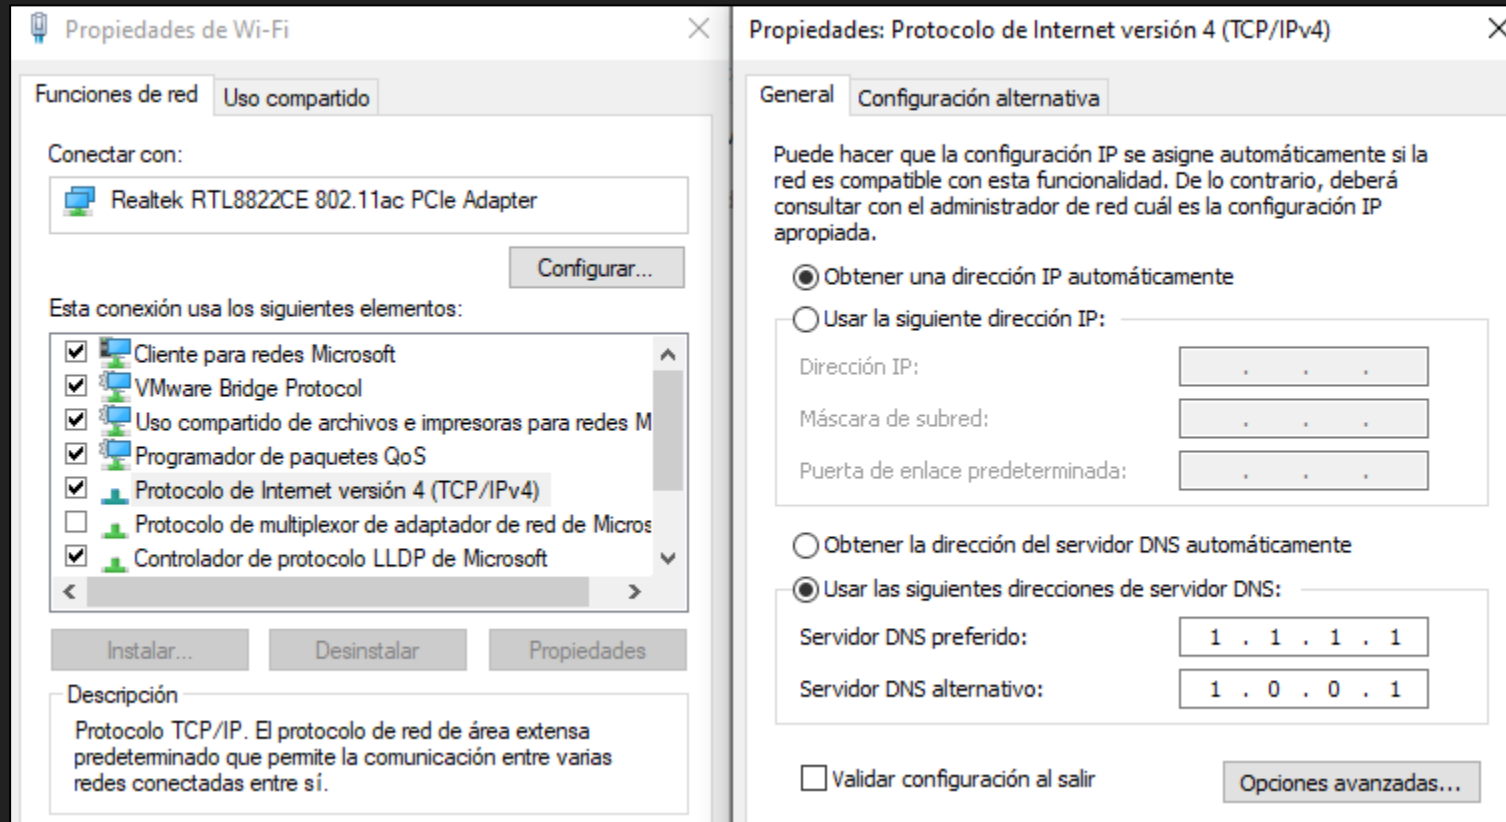 Propiedades de Wi-Fi
Funciones de red
Uso compartido
Conectar con:
Realtek RTL8822CE 802.11ac PCIe Adapter
Configurar...
Esta conexión usa los siguientes elementos:
Cliente para redes Microsoft
VMware Bridge Protocol
Uso compartido de archivos e impresoras para redes M
Programador de paquetes QoS
Protocolo de Internet versión 4 (TCP/IPv4)
Protocolo de multiplexor de adaptador de red de Micros
Controlador de protocolo LLDP de Microsoft
Instalar...
Desinstalar
Propiedades
Descripción
Protocolo TCP/IP. El protocolo de red de área extensa
predeterminado que permite la comunicación entre varias
redes conectadas entre sí.
Propiedades: Protocolo de Internet versión 4 (TCP/IPv4)
General
Configuración alternativa
Puede hacer que la configuración IP se asigne automáticamente si la
red es compatible con esta funcionalidad. De lo contrario, deberá
consultar con el administrador de red cuál es la configuración IP
apropiada.
Obtener una dirección IP automáticamente
Usar la siguiente dirección IP:
Dirección IP:
Máscara de subred:
Puerta de enlace predeterminada:
Obtener la dirección del servidor DNS automáticamente
Usar las siguientes direcciones de servidor DNS:
Servidor DNS preferido: 1 . 1 . 1 . 1
Servidor DNS alternativo: 1 . 0 . 0 . 1
Validar configuración al salir
Opciones avanzadas...